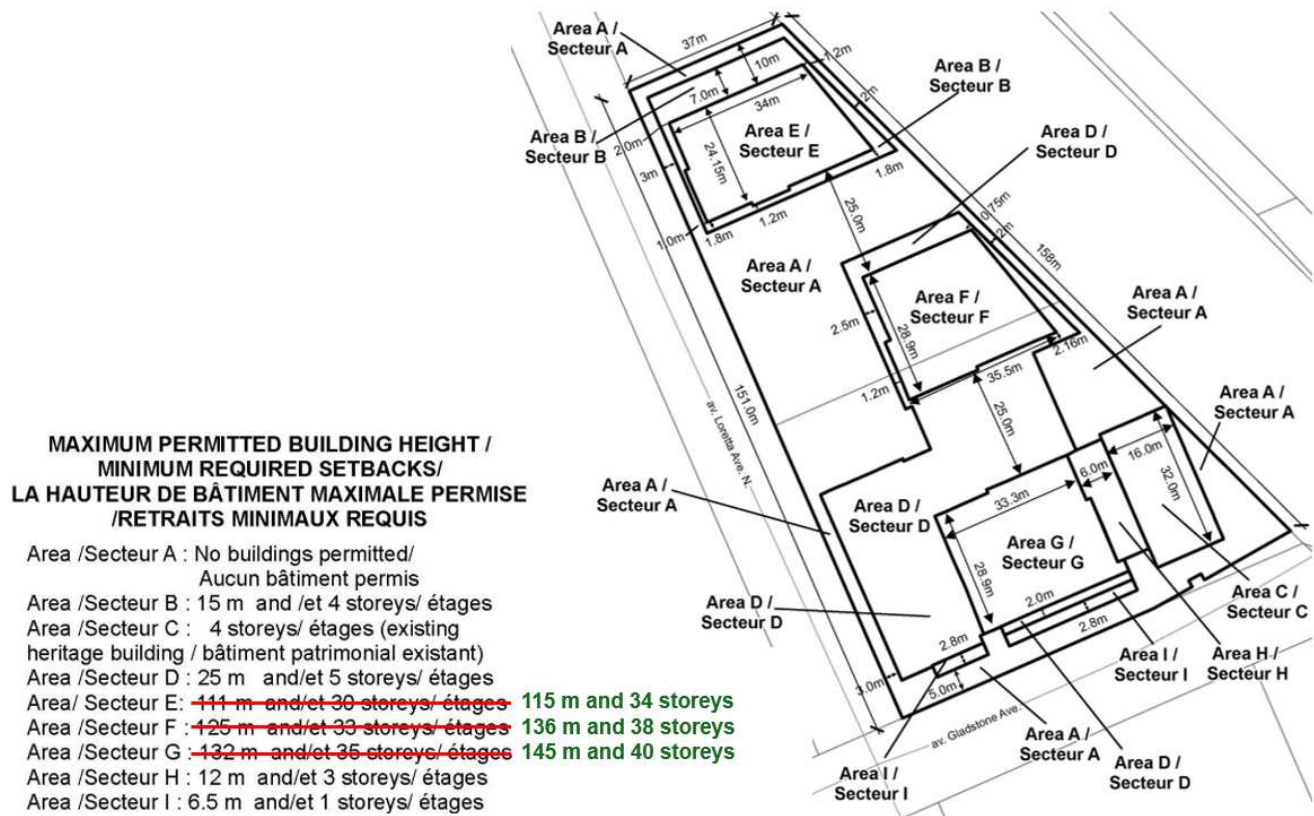 MAXIMUM PERMITTED BUILDING HEIGHT /
MINIMUM REQUIRED SETBACKS/
LA HAUTEUR DE BÂTIMENT MAXIMALE PERMISE
/RETRAITS MINIMAUX REQUIS
Area /Secteur A : No buildings permitted/
Aucun bâtiment permis
Area /Secteur B : 15 m and /et 4 storeys/ étages
Area /Secteur C : 4 storeys/ étages (existing
heritage building / bâtiment patrimonial existant)
Area /Secteur D : 25 m and/et 5 storeys/ étages
Area/ Secteur E: 111 m and/et 30 storeys/ étages 115 m and 34 storeys
Area /Secteur F : 125 m and/et 33 storeys/ étages 136 m and 38 storeys
Area /Secteur G : 132 m and/et 35 storeys/ étages 145 m and 40 storeys
Area /Secteur H : 12 m and/et 3 storeys/ étages
Area /Secteur I : 6.5 m and/et 1 storeys/ étages
Area A /
Secteur A
37m
10m
1.2m
7.0m
34m
Area B /
Secteur B
2m
Area B /
Secteur B
2.0m
Area E /
Secteur E
24.15m
3m
Area D /
Secteur D
1.8m
1.2m
1.0m
1.8m
25.0m
0.75m
2m
158m
Area A /
Secteur A
Area F /
Secteur F
Area A /
Secteur A
2.5m
28.9m
2.16m
35.5m
1.2m
151.0m
av. Loretta Ave. N.
25.0m
Area A /
Secteur A
16.0m
6.0m
32.0m
Area A /
Secteur A
Area D /
Secteur D
33.3m
Area G /
Secteur G
28.9m
Area C /
Secteur C
Area D /
Secteur D
2.0m
2.8m
2.8m
Area I /
Secteur I
Area H /
Secteur H
3.0m
5.0m
av. Gladstone Ave.
Area A /
Secteur A
Area D /
Secteur D
Area I /
Secteur I